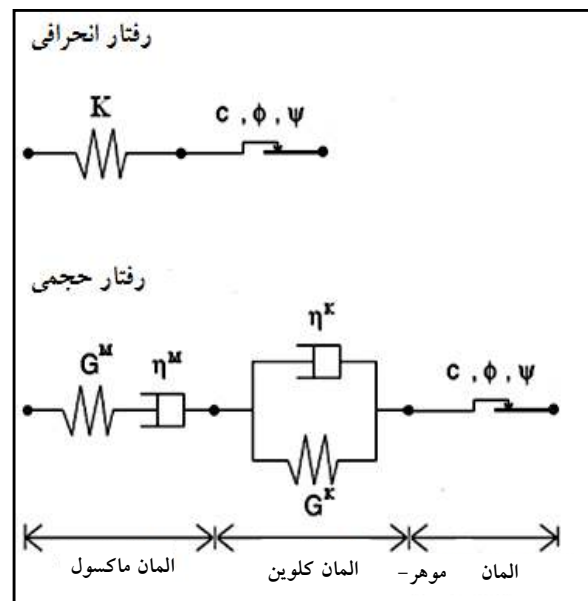 رفتار انحرافی
K
C , ϕ , ψ
رفتار حجمی
η^K
G^M η^M
C , ϕ , ψ
G^K
المان ماکسول
المان کلوین
المان موهر-